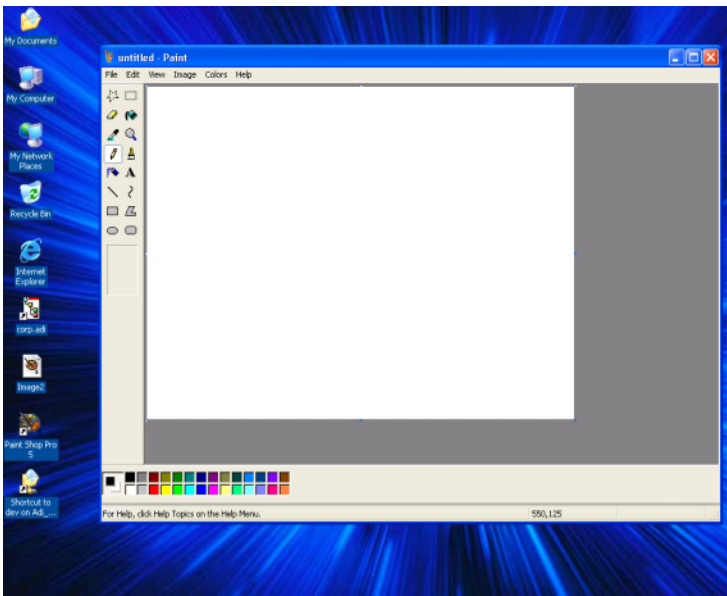 My Documents
untitled - Paint
File Edit View Image Colors Help
My Computer
My Network
Places
A
Recycle Bin
Internet
Explorer
corp.adi
Image2
Paint Shop Pro
5
Shortcut to
dev on Adi_...
For Help, click Help Topics on the Help Menu.
550,125